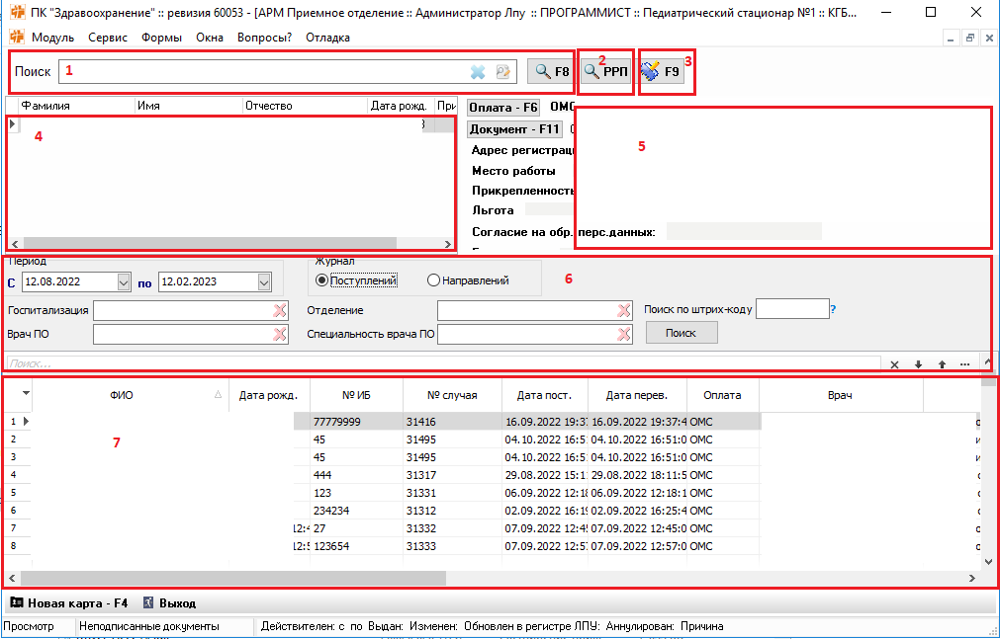 ПК "Здравоохранение" :: ревизия 60053 - [АРМ Приемное отделение :: Администратор Лпу :: ПРОГРАММИСТ :: Педиатрический стационар №1 :: КГБ...
Модуль Сервис Формы Окна Вопросы? Отладка
Поиск 1 F8 2 РРП F9 3
Фамилия Имя Отчество Дата рожд. При
4
Оплата - F6 ОМС
Документ - F11
Адрес регистрац
Место работы
Прикрепленность
Льгота
Согласие на обр. перс.данных:
5
Период Журнал
С 12.08.2022 по 12.02.2023 Поступлений Направлений 6
Госпитализация Отделение Поиск по штрих-коду ?
Врач ПО Специальность врача ПО Поиск
Поиск...
ФИО Дата рожд. № ИБ № случая Дата пост. Дата перев. Оплата Врач
1 77779999 31416 16.09.2022 19:37 16.09.2022 19:37:4 ОМС
2 45 31495 04.10.2022 16:5 04.10.2022 16:51:0 ОМС
3 45 31495 04.10.2022 16:5 04.10.2022 16:51:0 ОМС
4 444 31317 29.08.2022 15:1 29.08.2022 18:11:5 ОМС
5 123 31331 06.09.2022 12:18 06.09.2022 12:18:1 ОМС
6 234234 31312 02.09.2022 16:19 02.09.2022 16:25:4 ОМС
7 12:4 27 31332 07.09.2022 12:45 07.09.2022 12:45:0 ОМС
8 12:5 123654 31333 07.09.2022 12:57 07.09.2022 12:57:0 ОМС
7
Новая карта - F4 Выход
Просмотр Неподписанные документы Действителен: с по Выдан: Изменен: Обновлен в регистре ЛПУ: Аннулирован: Причина